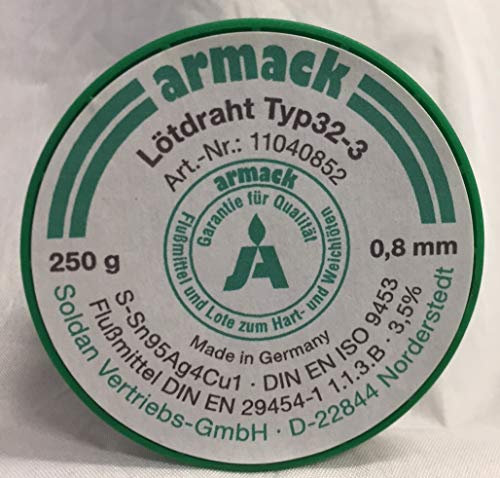 armack
Lötdraht Typ32-3
Art.-Nr.: 11040852
armack
Garantie für Qualität
Flußmittel und Lote zum Hart- und Weichlöten
JA
250 g
0,8 mm
Made in Germany
S-Sn95Ag4Cu1 · DIN EN ISO 9453
Flußmittel DIN EN 29454-1 1.1.3.B · 3,5%
Soldan Vertriebs-GmbH · D-22844 Norderstedt